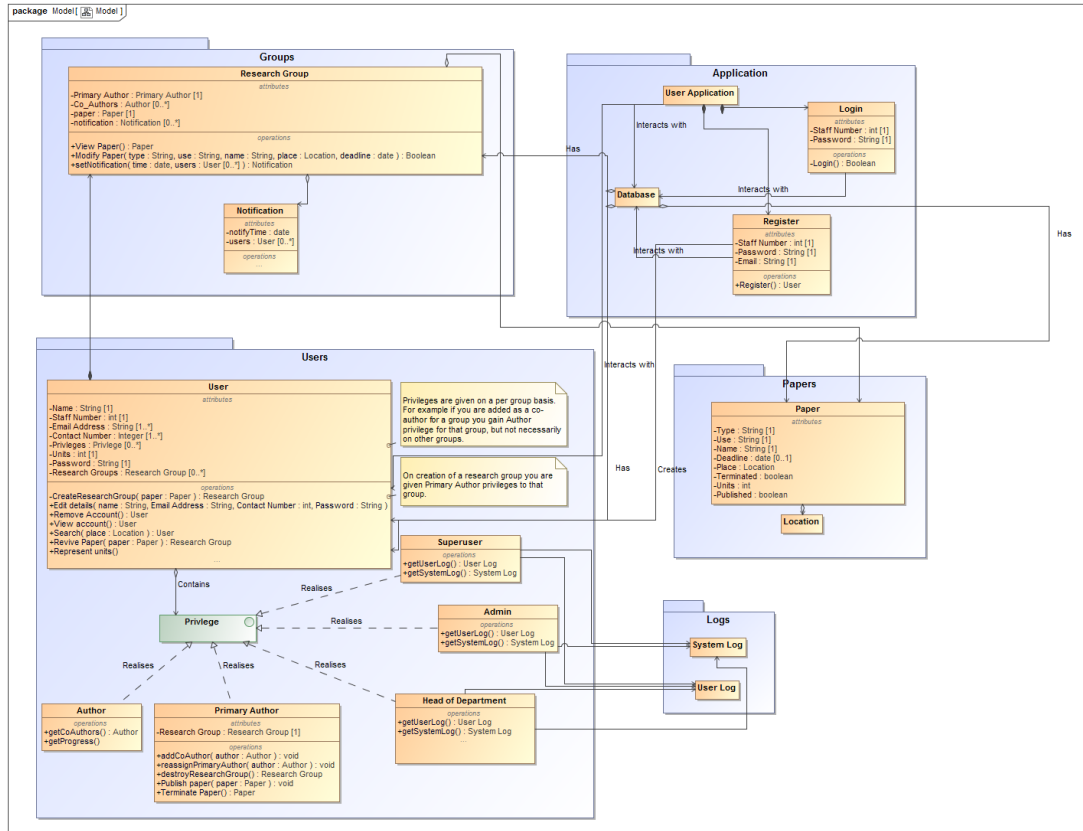 package Model[ Model ]
Groups
Research Group
attributes
-Primary Author : Primary Author [1]
-Co_Authors : Author [0..*]
-paper : Paper [1]
-notification : Notification [0..*]
operations
+View Paper() : Paper
+Modify Paper( type : String, use : String, name : String, place : Location, deadline : date ) : Boolean
+setNotification( time : date, users : User [0..*] ) : Notification
Notification
attributes
-notifyTime : date
-users : User [0..*]
operations
...
Application
User Application
Login
attributes
-Staff Number : int [1]
-Password : String [1]
operations
-Login() : Boolean
Interacts with
Has
Interacts with
Database
Register
attributes
-Staff Number : int [1]
-Password : String [1]
-Email : String [1]
operations
+Register() : User
Interacts with
Has
Users
User
attributes
-Name : String [1]
-Staff Number : int [1]
-Email Address : String [1..*]
-Contact Number : Integer [1..*]
-Privileges : Privilege [0..*]
-Units : int [1]
-Password : String [1]
-Research Groups : Research Group [0..*]
operations
-CreateResearchGroup( paper : Paper ) : Research Group
+Edit details( name : String, Email Address : String, Contact Number : int, Password : String )
+Remove Account() : User
+View account() : User
+Search( place : Location ) : User
+Revive Paper( paper : Paper ) : Research Group
+Represent units()
...
Privileges are given on a per group basis.
For example if you are added as a co-
author for a group you gain Author
privilege for that group, but not necessarily
on other groups.
On creation of a research group you are
given Primary Author privileges to that
group.
Interacts with
Has
Creates
Papers
Paper
attributes
-Type : String [1]
-Use : String [1]
-Name : String [1]
-Deadline : date [0..1]
-Place : Location
-Terminated : boolean
-Units : int
-Published : boolean
Location
Contains
Privilege
Superuser
operations
+getUserLog() : User Log
+getSystemLog() : System Log
Realises
Admin
operations
+getUserLog() : User Log
+getSystemLog() : System Log
Realises
Logs
System Log
User Log
Realises
Realises
Realises
Author
operations
+getCoAuthors() : Author
+getProgress()
Primary Author
attributes
-Research Group : Research Group [1]
operations
+addCoAuthor( author : Author ) : void
+reassignPrimaryAuthor( author : Author ) : void
+destroyResearchGroup() : Research Group
+Publish paper( paper : Paper ) : void
+Terminate Paper() : Paper
Head of Department
operations
+getUserLog() : User Log
+getSystemLog() : System Log
...